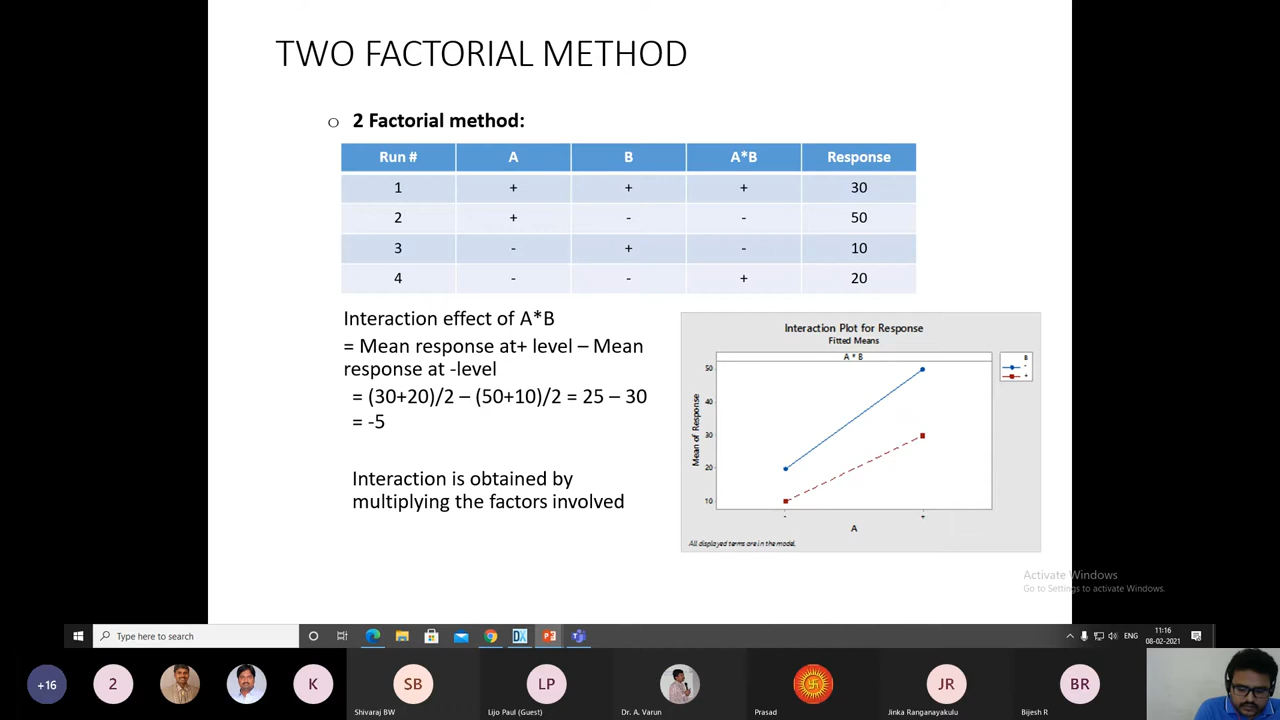 TWO FACTORIAL METHOD
o 2 Factorial method:
Run # A B A*B Response
1 + + + 30
2 + - - 50
3 - + - 10
4 - - + 20
Interaction effect of A*B
= Mean response at+ level – Mean
response at -level
= (30+20)/2 – (50+10)/2 = 25 – 30
= -5
Interaction is obtained by
multiplying the factors involved
Interaction Plot for Response
Fitted Means
A * B
B
-
+
50
40
30
20
10
Mean of Response
- +
A
All displayed terms are in the model.
Activate Windows
Go to Settings to activate Windows.
Type here to search
ENG
11:16
08-02-2021
+16
2
K
SB
LP
JR
BR
Shivaraj BW
Lijo Paul (Guest)
Dr. A. Varun
Prasad
Jinka Ranganayakulu
Bijesh R